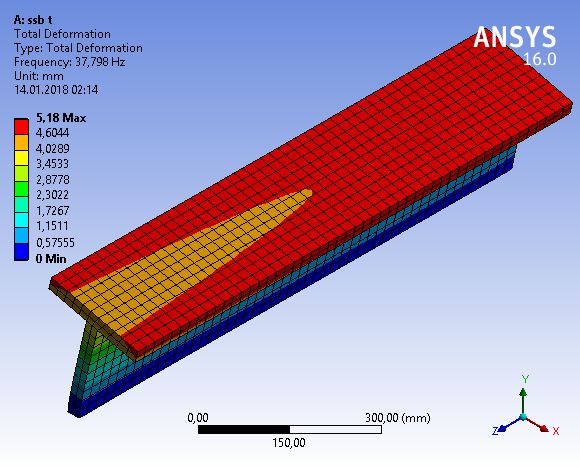 A: ssb t
Total Deformation
Type: Total Deformation
Frequency: 37,798 Hz
Unit: mm
14.01.2018 02:14
ANSYS
16.0
5,18 Max
4,6044
4,0289
3,4533
2,8778
2,3022
1,7267
1,1511
0,57555
0 Min
0,00
300,00 (mm)
150,00
Y
Z
X